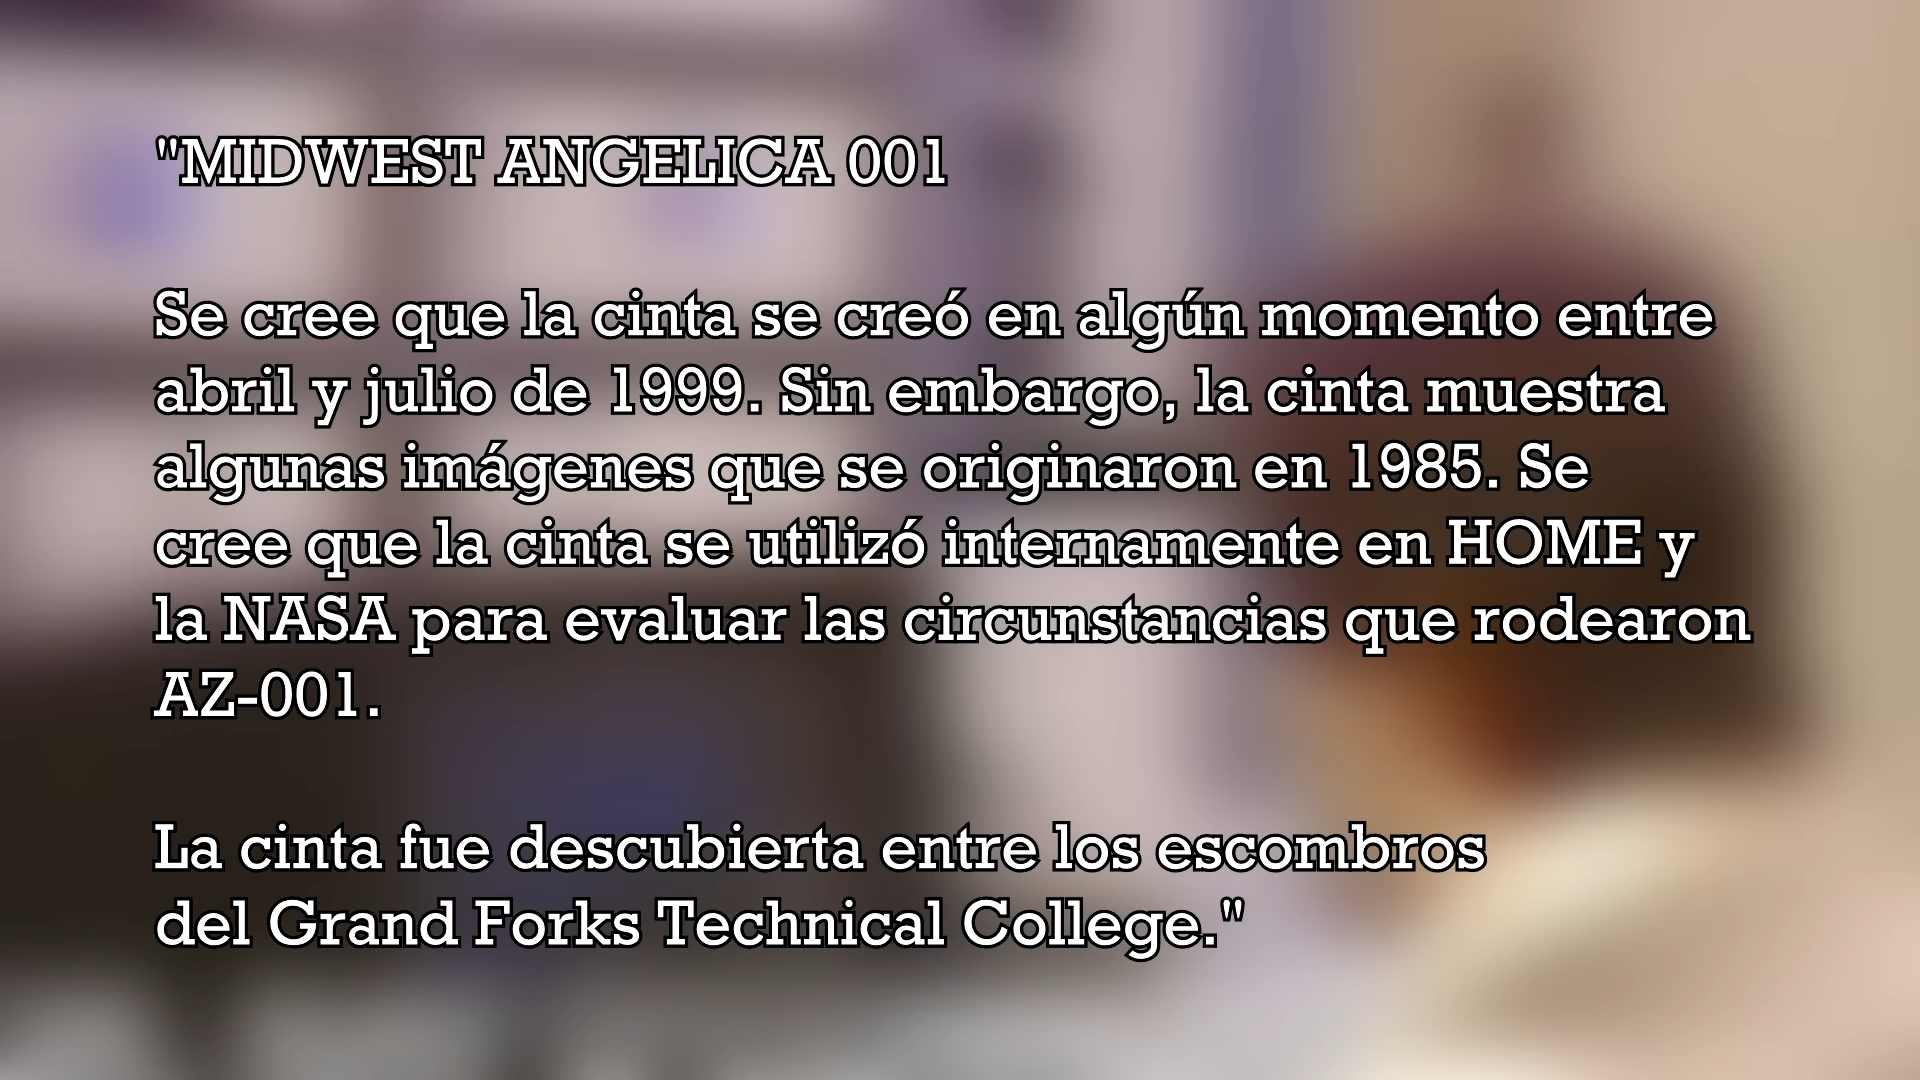 "MIDWEST ANGELICA 001
Se cree que la cinta se creó en algún momento entre
abril y julio de 1999. Sin embargo, la cinta muestra
algunas imágenes que se originaron en 1985. Se
cree que la cinta se utilizó internamente en HOME y
la NASA para evaluar las circunstancias que rodearon
AZ-001.
La cinta fue descubierta entre los escombros
del Grand Forks Technical College."